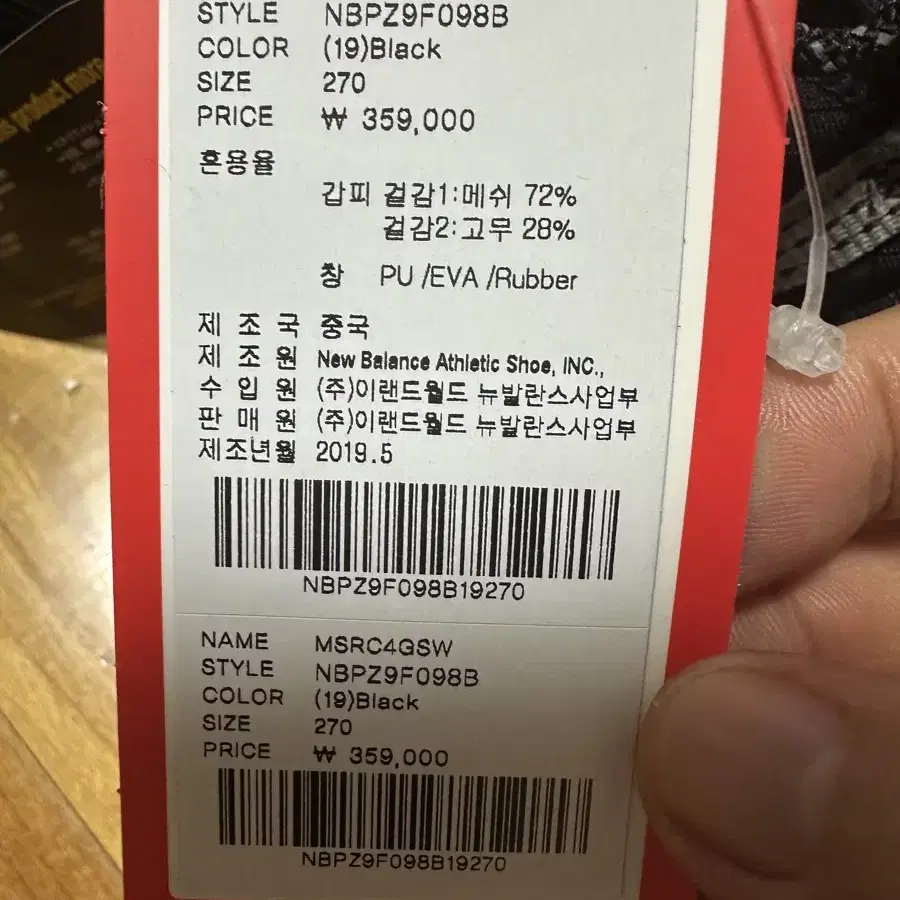 product mor
STYLE NBPZ9F098B
COLOR (19)Black
SIZE 270
PRICE ₩ 359,000
혼용율
갑피 겉감1:메쉬 72%
겉감2:고무 28%
창 PU /EVA /Rubber
제 조 국 중국
제 조 원 New Balance Athletic Shoe, INC.,
수 입 원 (주)이랜드월드 뉴발란스사업부
판 매 원 (주)이랜드월드 뉴발란스사업부
제조년월 2019.5
NBPZ9F098B19270
NAME MSRC4GSW
STYLE NBPZ9F098B
COLOR (19)Black
SIZE 270
PRICE ₩ 359,000
NBPZ9F098B19270